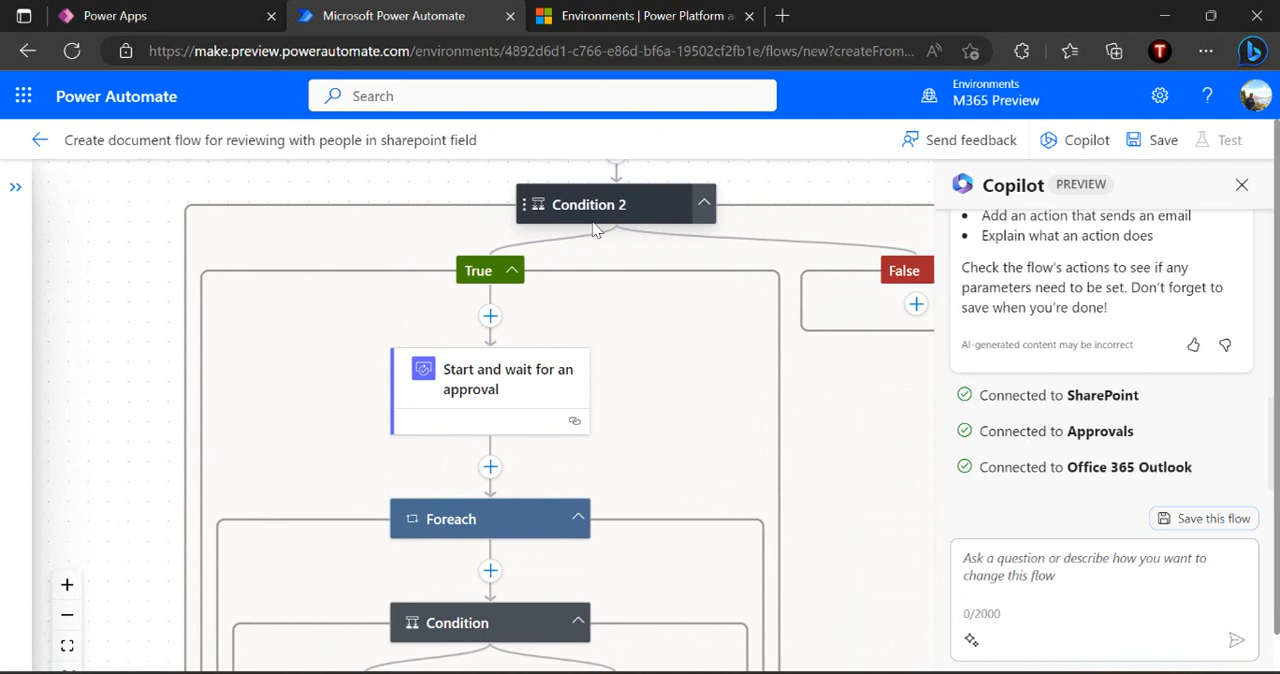 Power Apps
Microsoft Power Automate
Environments | Power Platform a
https://make.preview.powerautomate.com/environments/4892d6d1-c766-e86d-bf6a-19502cf2fb1e/flows/new?createFrom...
T
Power Automate
Search
Environments
M365 Preview
Create document flow for reviewing with people in sharepoint field
Send feedback
Copilot
Save
Test
Condition 2
True
False
Start and wait for an
approval
Foreach
Condition
Copilot PREVIEW
• Add an action that sends an email
• Explain what an action does
Check the flow's actions to see if any
parameters need to be set. Don't forget to
save when you're done!
AI-generated content may be incorrect
Connected to SharePoint
Connected to Approvals
Connected to Office 365 Outlook
Save this flow
Ask a question or describe how you want to
change this flow
0/2000